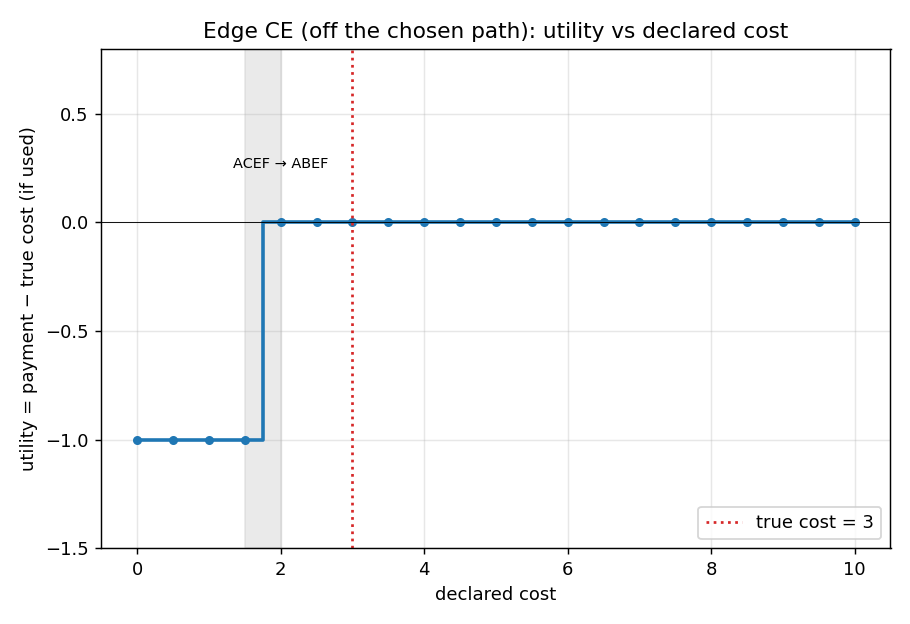 Edge CE (off the chosen path): utility vs declared cost
utility = payment − true cost (if used)
0.5
0.0
−0.5
−1.0
−1.5
ACEF → ABEF
true cost = 3
0 2 4 6 8 10
declared cost